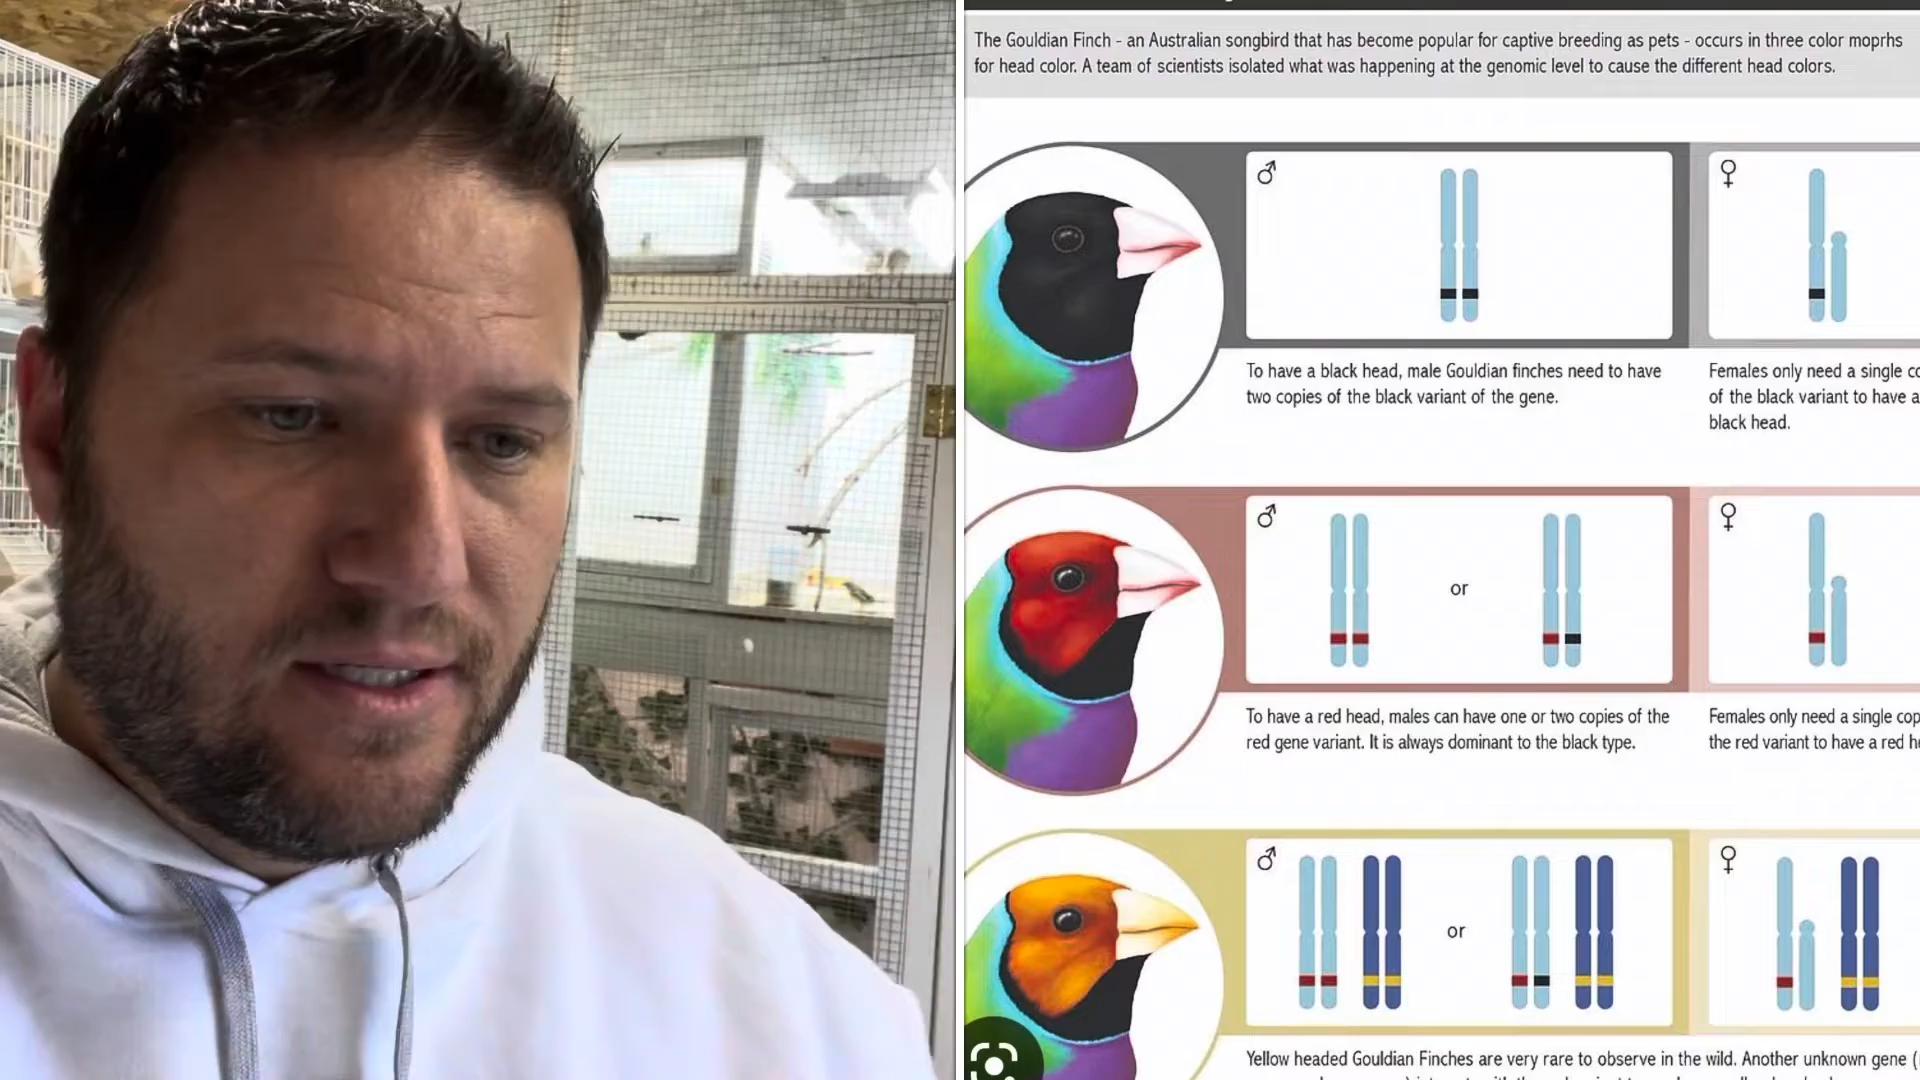 The Gouldian Finch - an Australian songbird that has become popular for captive breeding as pets - occurs in three color moprhs
for head color. A team of scientists isolated what was happening at the genomic level to cause the different head colors.
♂
♀
To have a black head, male Gouldian finches need to have
two copies of the black variant of the gene.
Females only need a single
of the black variant to have a
black head.
♂
or
♀
To have a red head, males can have one or two copies of the
red gene variant. It is always dominant to the black type.
Females only need a single
the red variant to have a red
♂
or
♀
Yellow headed Gouldian Finches are very rare to observe in the wild. Another unknown gene (